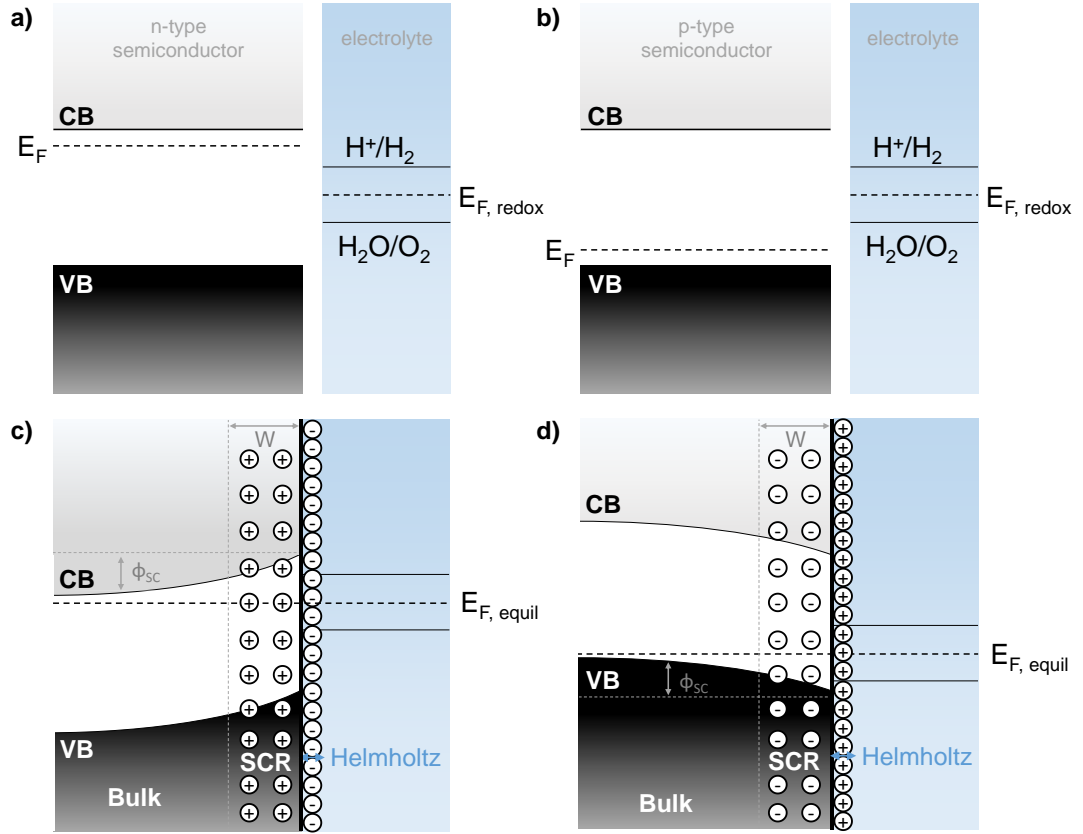 a)
n-type
semiconductor
electrolyte
CB
E_F
H⁺/H₂
E_F, redox
H₂O/O₂
VB
b)
p-type
semiconductor
electrolyte
CB
H⁺/H₂
E_F, redox
E_F
H₂O/O₂
VB
c)
W
CB
ϕ_SC
E_F, equil
VB
SCR
Helmholtz
Bulk
d)
W
CB
E_F, equil
VB
ϕ_SC
SCR
Helmholtz
Bulk